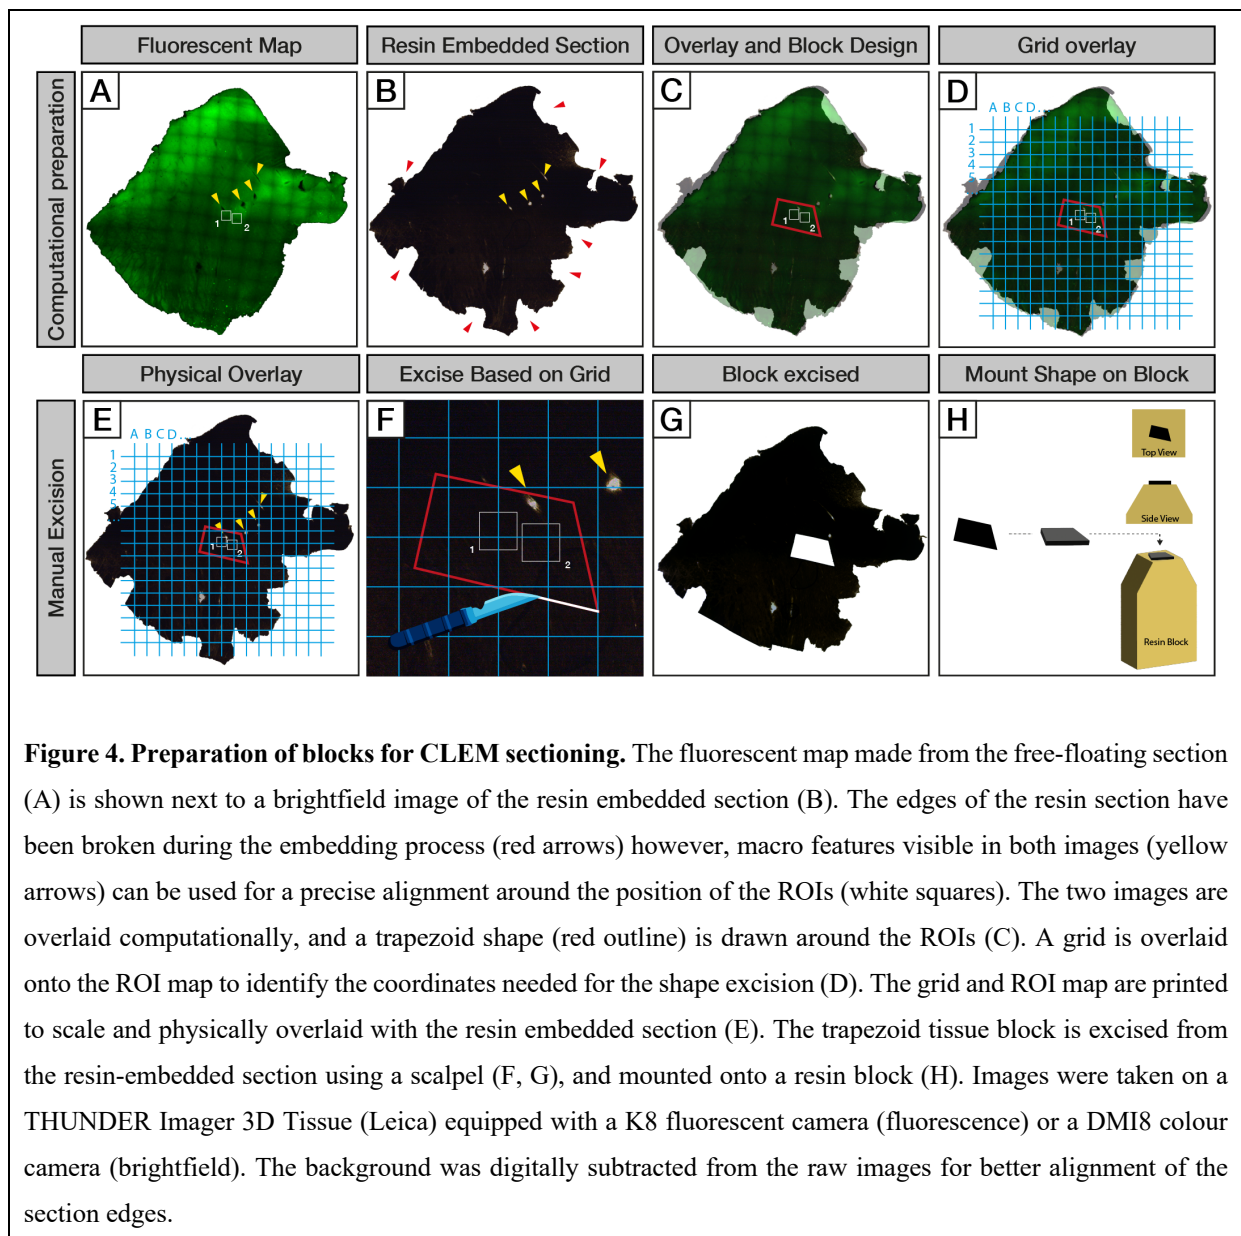 Fluorescent Map
Resin Embedded Section
Overlay and Block Design
Grid overlay
Computational preparation
A
1
2
B
C
1
2
D
A B C D...
1
2
3
4
5
1
2
Physical Overlay
Excise Based on Grid
Block excised
Mount Shape on Block
Manual Excision
E
A B C D...
1
2
3
4
5
1
2
F
1
2
G
H
Top View
Side View
Resin Block
Figure 4. Preparation of blocks for CLEM sectioning. The fluorescent map made from the free-floating section
(A) is shown next to a brightfield image of the resin embedded section (B). The edges of the resin section have
been broken during the embedding process (red arrows) however, macro features visible in both images (yellow
arrows) can be used for a precise alignment around the position of the ROIs (white squares). The two images are
overlaid computationally, and a trapezoid shape (red outline) is drawn around the ROIs (C). A grid is overlaid
onto the ROI map to identify the coordinates needed for the shape excision (D). The grid and ROI map are printed
to scale and physically overlaid with the resin embedded section (E). The trapezoid tissue block is excised from
the resin-embedded section using a scalpel (F, G), and mounted onto a resin block (H). Images were taken on a
THUNDER Imager 3D Tissue (Leica) equipped with a K8 fluorescent camera (fluorescence) or a DMI8 colour
camera (brightfield). The background was digitally subtracted from the raw images for better alignment of the
section edges.